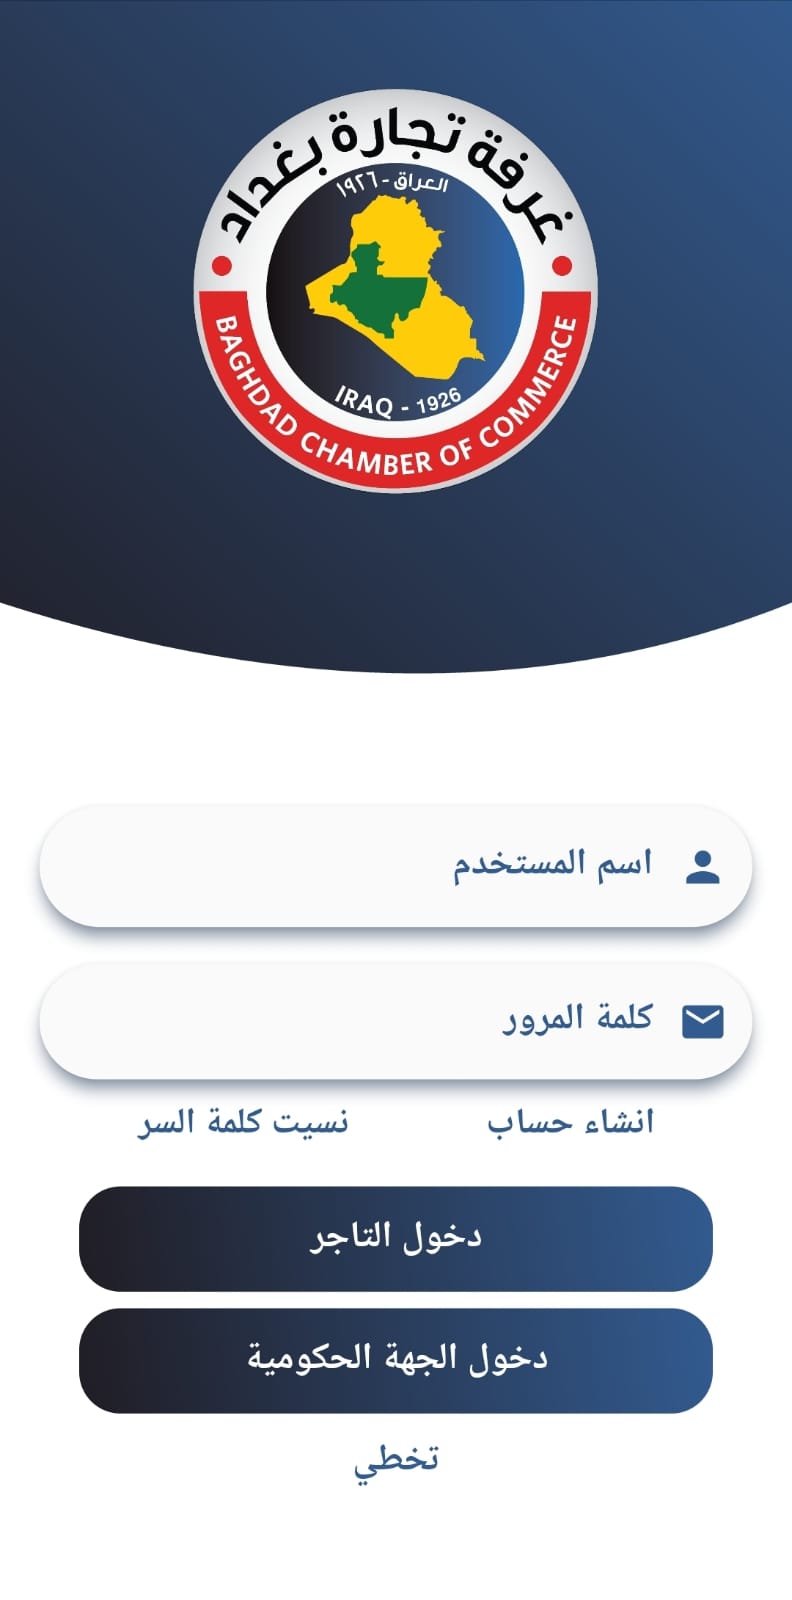 غرفة تجارة بغداد
العراق - ١٩٢٦
IRAQ - 1926
BAGHDAD CHAMBER OF COMMERCE
اسم المستخدم
كلمة المرور
انشاء حساب
نسيت كلمة السر
دخول التاجر
دخول الجهة الحكومية
تخطي